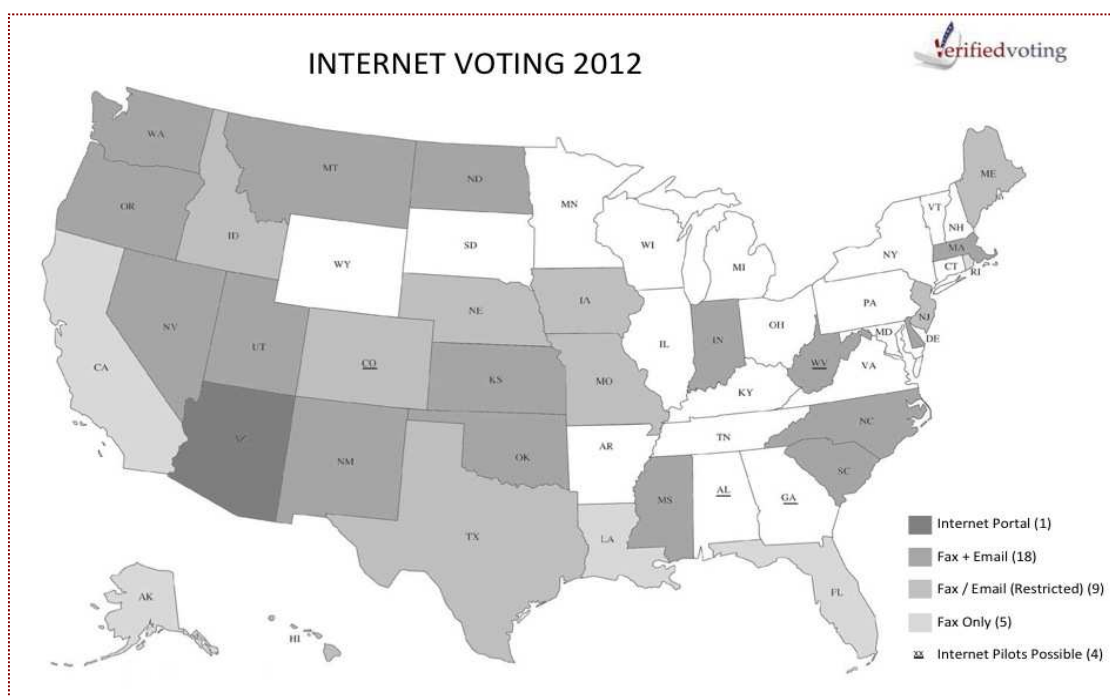 INTERNET VOTING 2012
Verifiedvoting
WA
MT
ND
MN
ME
OR
ID
SD
WI
VT
NH
WY
MI
NY
MA
CT
RI
NE
IA
PA
NV
UT
CO
IL
IN
OH
NJ
MD
DE
WV
CA
KS
MO
VA
KY
AZ
NM
OK
AR
TN
NC
SC
MS
AL
GA
TX
LA
AK
FL
HI
Internet Portal (1)
Fax + Email (18)
Fax / Email (Restricted) (9)
Fax Only (5)
XX Internet Pilots Possible (4)